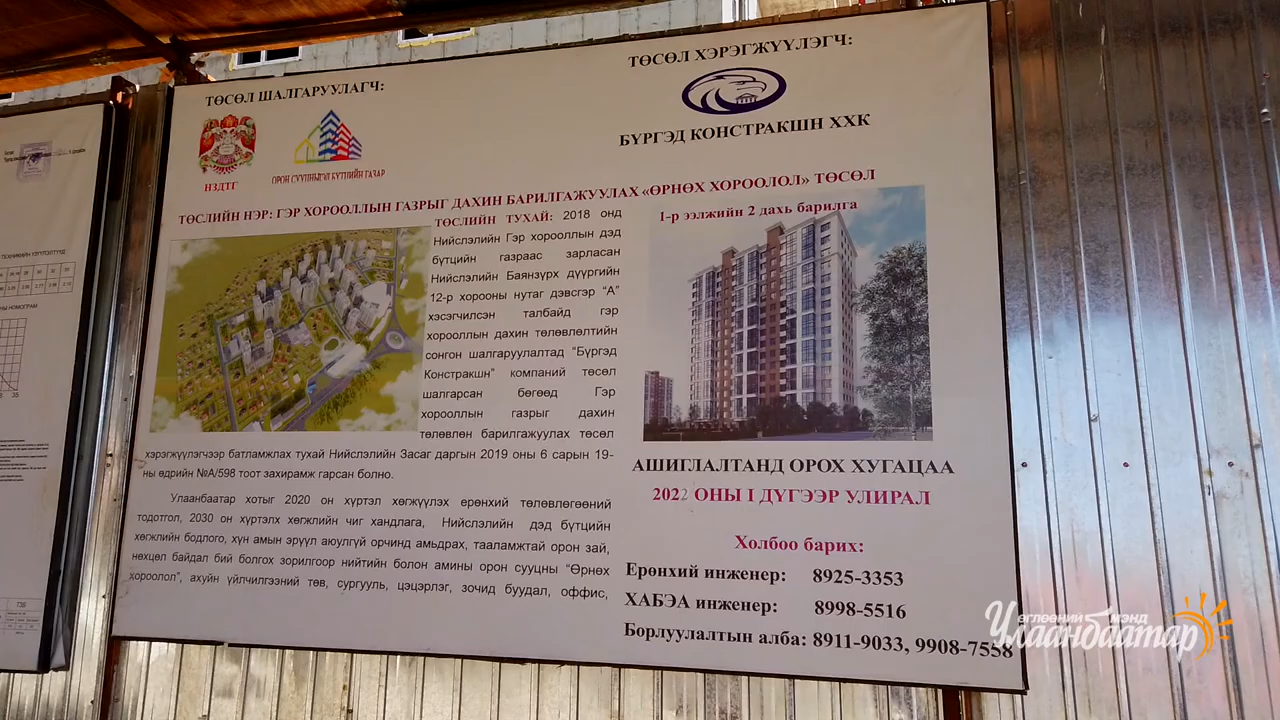 ТӨСӨЛ ШАЛГАРУУЛАГЧ:
НЗДТГ
ТӨСӨЛ ХЭРЭГЖҮҮЛЭГЧ:
БҮРГЭД КОНСТРАКШН ХХК
ТӨСЛИЙН НЭР: ГЭР ХОРООЛЛЫН ГАЗРЫГ ДАХИН БАРИЛГАЖУУЛАХ «ӨРНӨХ ХОРООЛОЛ» ТӨСӨЛ
ТӨСЛИЙН ТУХАЙ: 2018 онд
Нийслэлийн Гэр хорооллын дэд
бүтцийн газраас зарласан
Нийслэлийн Баянзүрх дүүргийн
12-р хорооны нутаг дэвсгэр “А”
хэсэгчилсэн талбайд гэр
хорооллын дахин төлөвлөлтийн
сонгон шалгаруулалтад “Бүргэд
Констракшн” компаний төсөл
шалгарсан бөгөөд Гэр
хорооллын газрыг дахин
төлөвлөн барилгажуулах төсөл
хэрэгжүүлэгчээр батламжлах тухай Нийслэлийн Засаг даргын 2019 оны 6 сарын 19-
ны өдрийн №А/598 тоот захирамж гарсан болно.
Улаанбаатар хотыг 2020 он хүртэл хөгжүүлэх ерөнхий төлөвлөгөөний
тодотгол, 2030 он хүртэлх хөгжлийн чиг хандлага, Нийслэлийн дэд бүтцийн
хөгжлийн бодлого, хүн амын эрүүл аюулгүй орчинд амьдрах, тааламжтай орон зай,
нөхцөл байдал бий болгох зорилгоор нийтийн болон амины орон сууцны “Өрнөх
хороолол”, ахуйн үйлчилгээний төв, сургууль, цэцэрлэг, зочид буудал, оффис,
1-р ээлжийн 2 дахь барилга
АШИГЛАЛТАНД ОРОХ ХУГАЦАА
2022 ОНЫ I ДҮГЭЭР УЛИРАЛ
Холбоо барих:
Ерөнхий инженер: 8925-3353
ХАБЭА инженер: 8998-5516
Борлуулалтын алба: 8911-9033, 9908-7558
өглөөний мэнд
Улаанбаатар